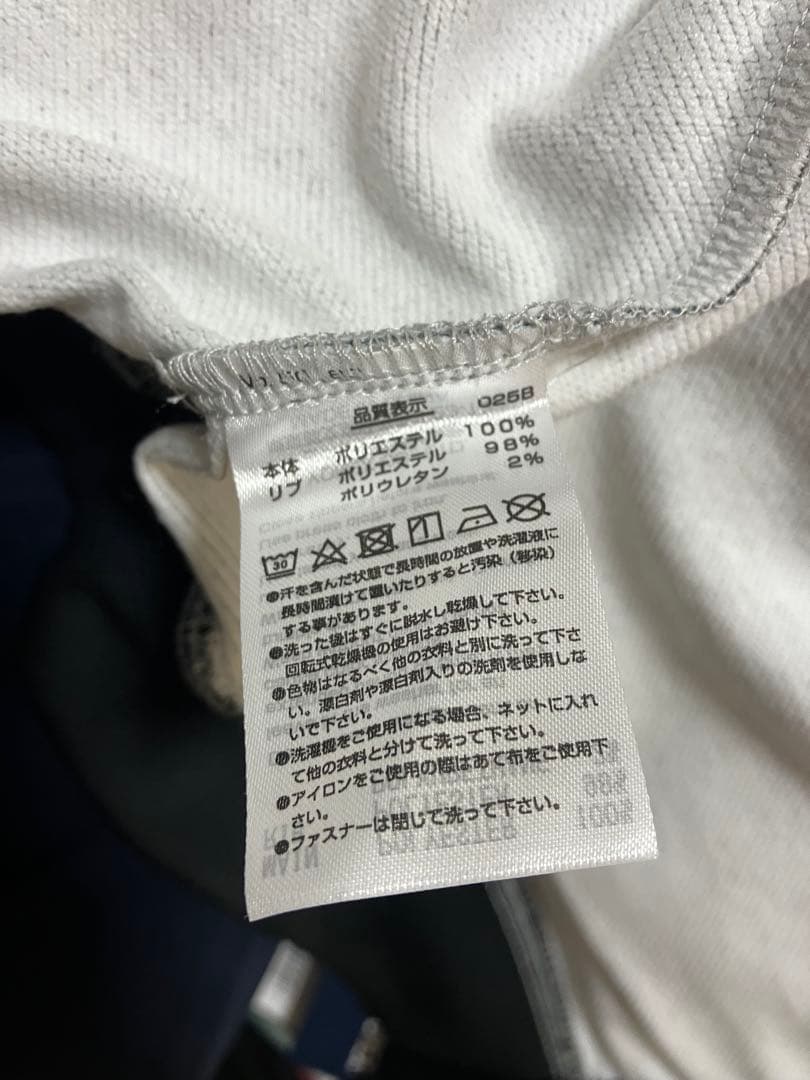 品質表示 025B
本体 ポリエステル 100%
リブ ポリエステル 98%
ポリウレタン 2%
30
●汗を含んだ状態で長時間の放置や洗濯液に
長時間漬けて置いたりすると汚染（移染）
する事があります。
●洗った後はすぐに脱水し乾燥して下さい。
回転式乾燥機の使用はお避け下さい。
●色物はなるべく他の衣料と別に洗って下さ
い。漂白剤や漂白剤入りの洗剤を使用しな
いで下さい。
●洗濯機をご使用になる場合、ネットに入れ
て他の衣料と分けて洗って下さい。
●アイロンをご使用の際はあて布をご使用下
さい。
●ファスナーは閉じて洗って下さい。
MAIN POLYESTER 100%